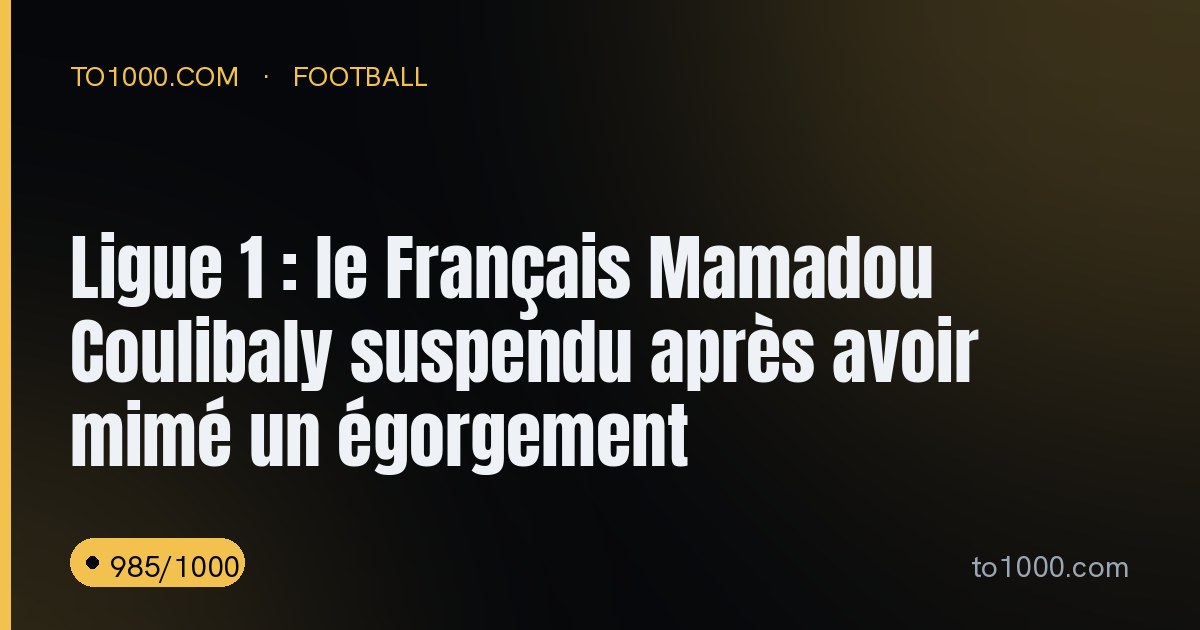 TO1000.COM · FOOTBALL
Ligue 1 : le Français Mamadou
Coulibaly suspendu après avoir
mimé un égorgement
985/1000
to1000.com